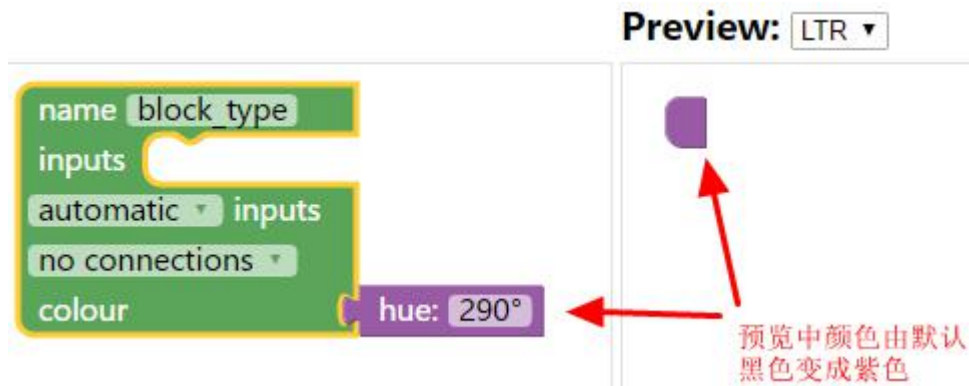 Preview: LTR ▼
name block_type
inputs
automatic ▼ inputs
no connections ▼
colour hue: 290°
预览中颜色由默认
黑色变成紫色